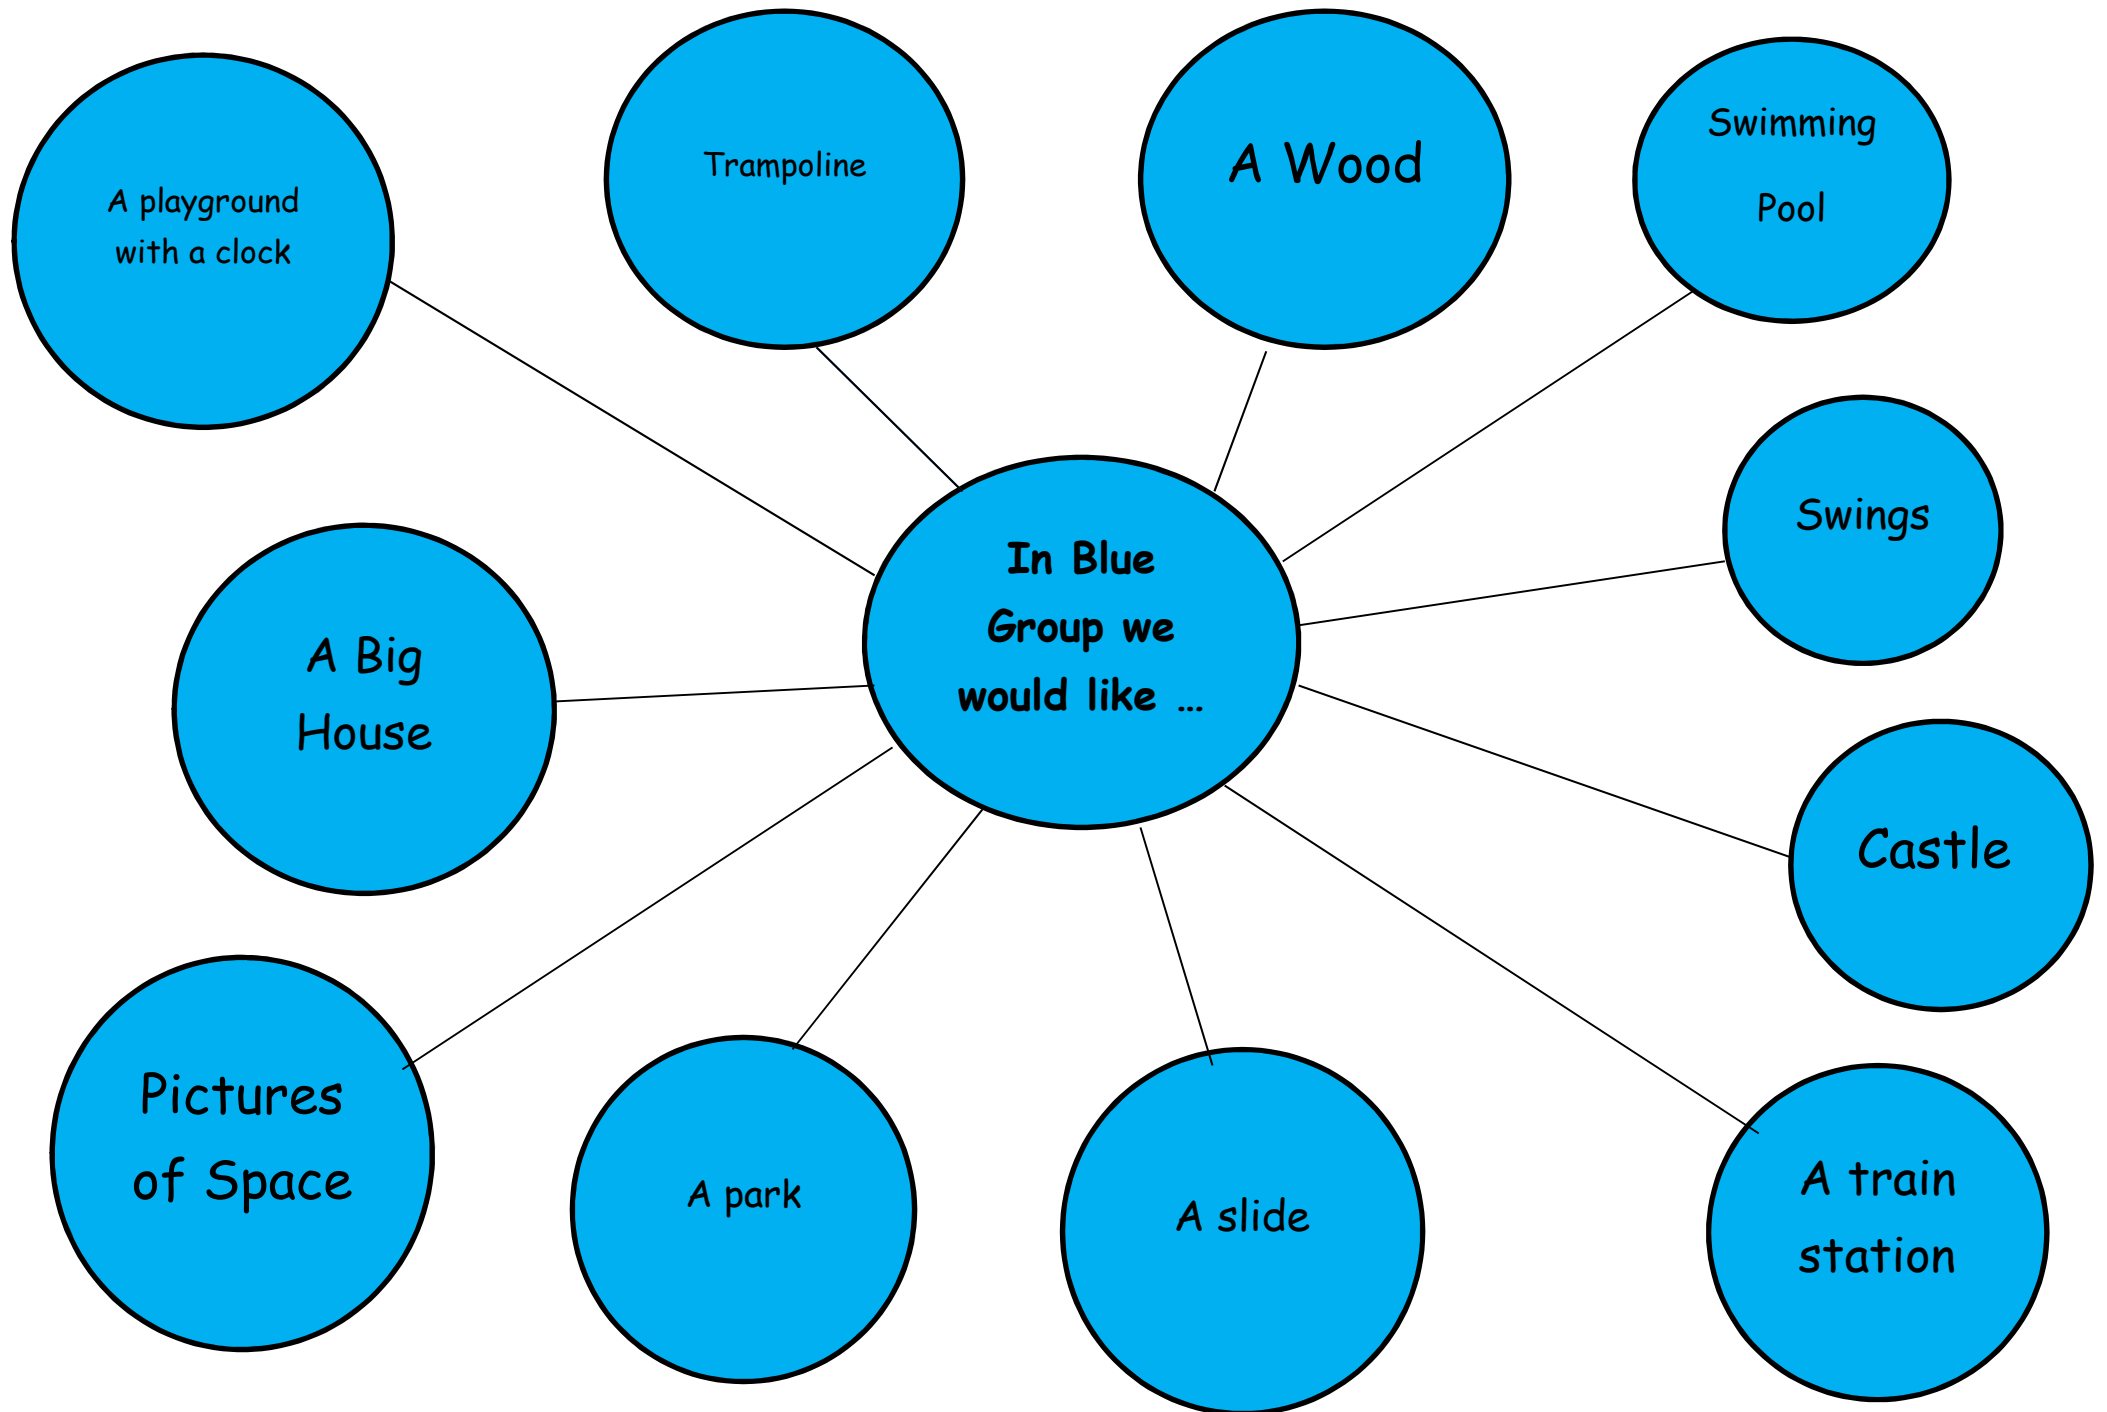 A playground
with a clock
Trampoline
A Wood
Swimming
Pool
Swings
In Blue
Group we
would like ...
A Big
House
Castle
Pictures
of Space
A park
A slide
A train
station